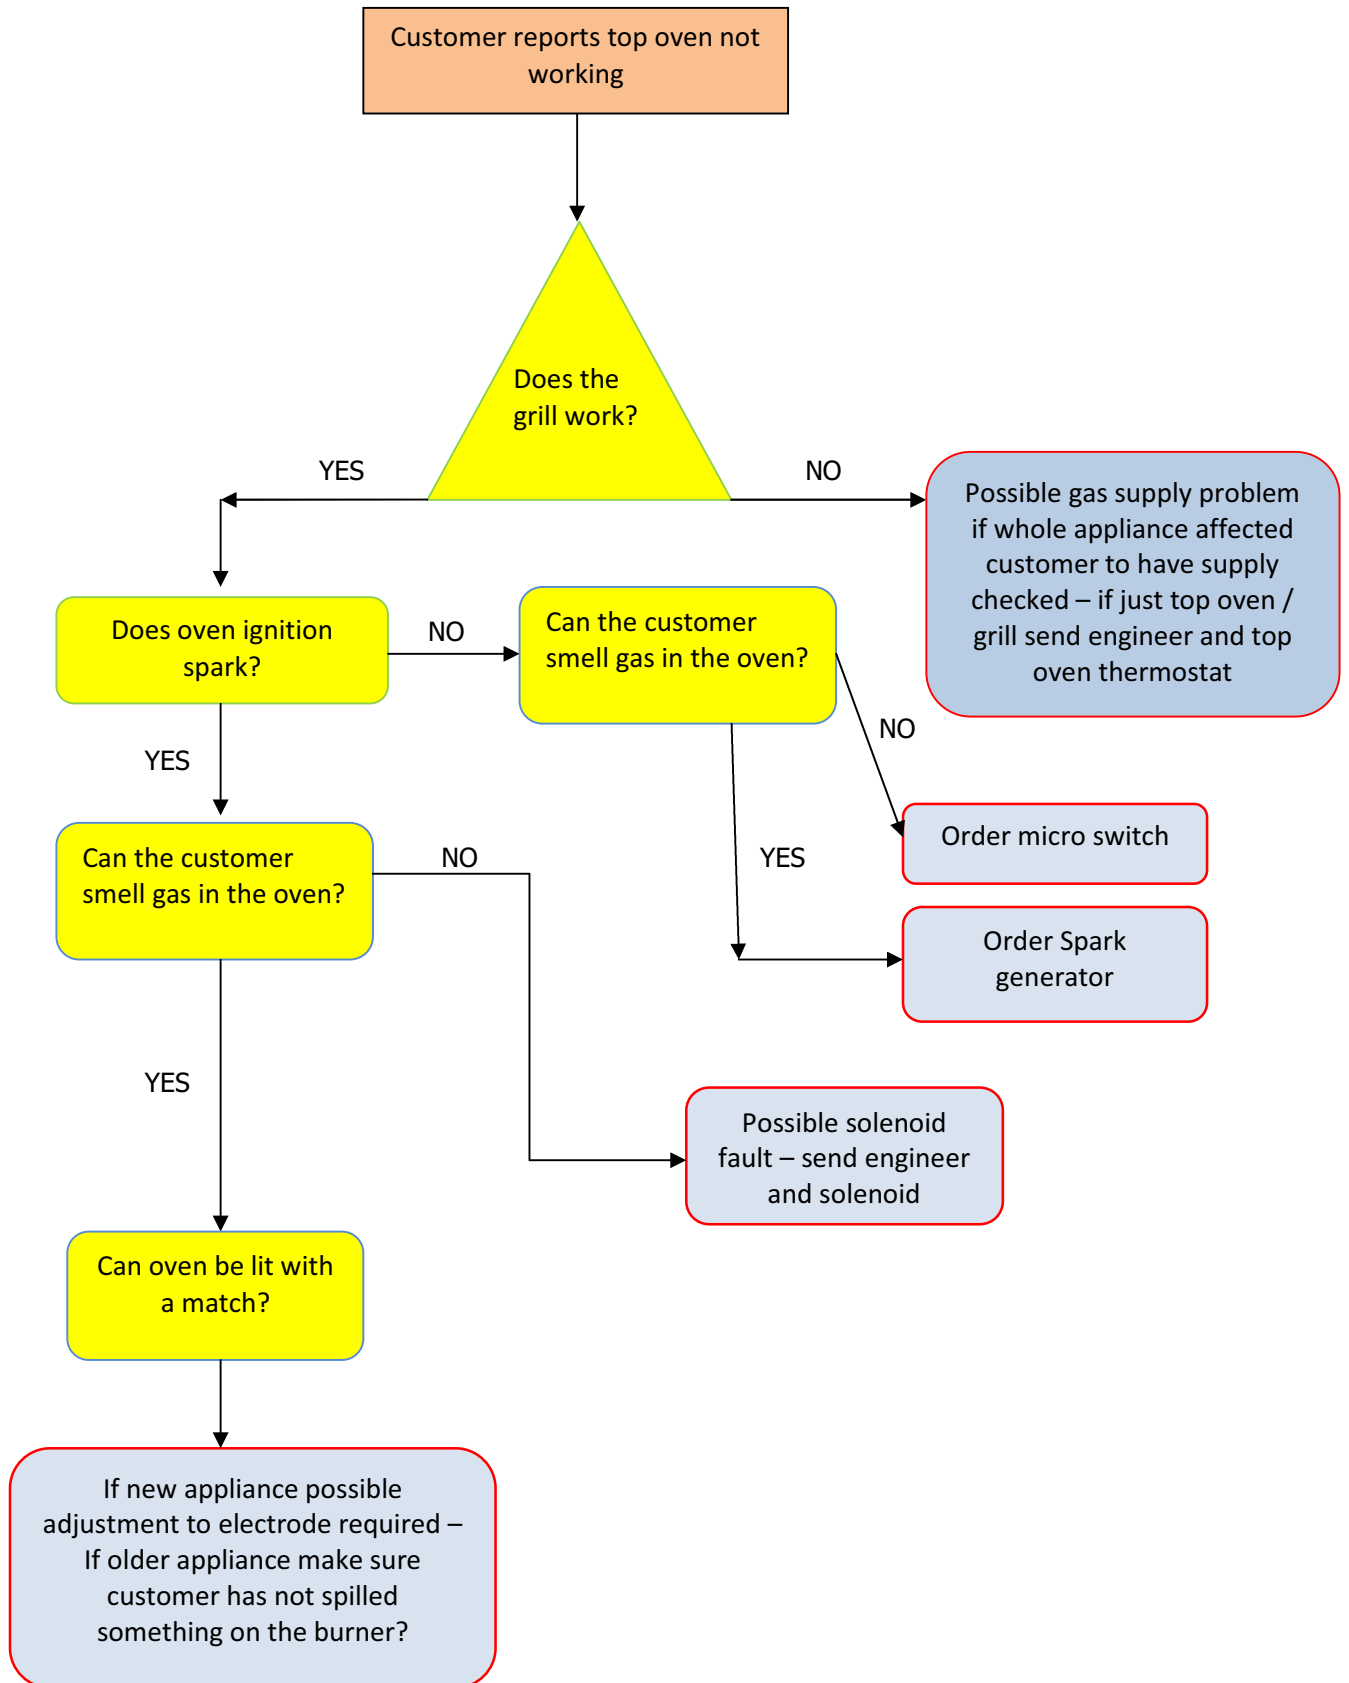 Customer reports top oven not
working
Does the
grill work?
YES
NO
Possible gas supply problem
if whole appliance affected
customer to have supply
checked – if just top oven /
grill send engineer and top
oven thermostat
Does oven ignition
spark?
NO
Can the customer
smell gas in the oven?
NO
YES
Order micro switch
Can the customer
smell gas in the oven?
NO
YES
Order Spark
generator
YES
Possible solenoid
fault – send engineer
and solenoid
Can oven be lit with
a match?
If new appliance possible
adjustment to electrode required –
If older appliance make sure
customer has not spilled
something on the burner?